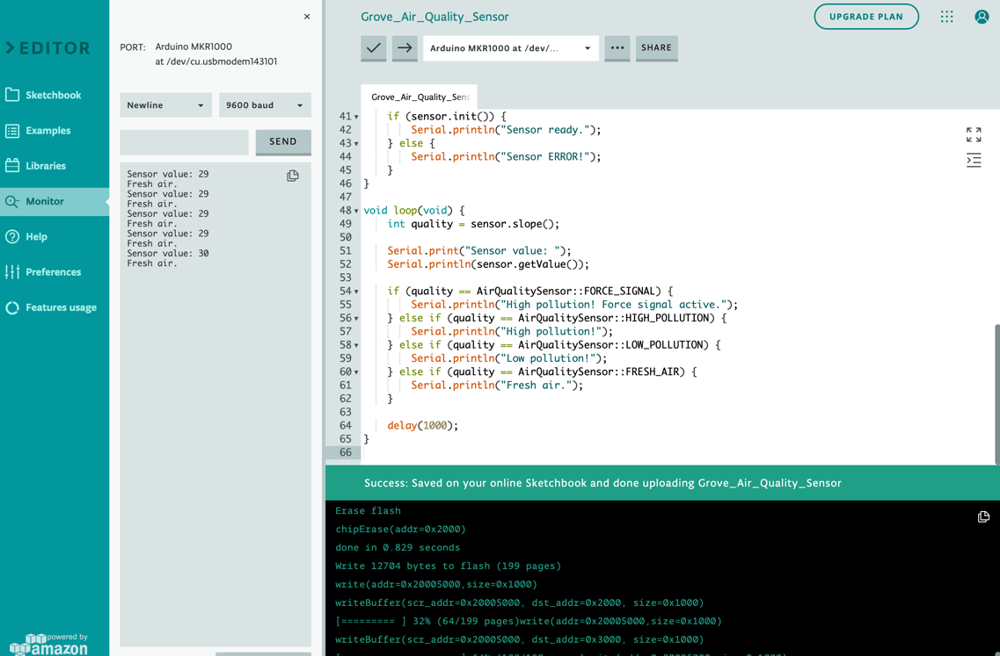 EDITOR
Sketchbook
Examples
Libraries
Monitor
Help
Preferences
Features usage
powered by
amazon
×
PORT: Arduino MKR1000
at /dev/cu.usbmodem143101
Newline
9600 baud
SEND
Sensor value: 29
Fresh air.
Sensor value: 29
Fresh air.
Sensor value: 29
Fresh air.
Sensor value: 29
Fresh air.
Sensor value: 30
Fresh air.
Grove_Air_Quality_Sensor
UPGRADE PLAN
Arduino MKR1000 at /dev/...
SHARE
Grove_Air_Quality_Sens
41 if (sensor.init()) {
42 Serial.println("Sensor ready.");
43 } else {
44 Serial.println("Sensor ERROR!");
45 }
46 }
47
48 void loop(void) {
49 int quality = sensor.slope();
50
51 Serial.print("Sensor value: ");
52 Serial.println(sensor.getValue());
53
54 if (quality == AirQualitySensor::FORCE_SIGNAL) {
55 Serial.println("High pollution! Force signal active.");
56 } else if (quality == AirQualitySensor::HIGH_POLLUTION) {
57 Serial.println("High pollution!");
58 } else if (quality == AirQualitySensor::LOW_POLLUTION) {
59 Serial.println("Low pollution!");
60 } else if (quality == AirQualitySensor::FRESH_AIR) {
61 Serial.println("Fresh air.");
62 }
63
64 delay(1000);
65 }
66
Success: Saved on your online Sketchbook and done uploading Grove_Air_Quality_Sensor
Erase flash
chipErase(addr=0x2000)
done in 0.829 seconds
Write 12704 bytes to flash (199 pages)
write(addr=0x20005000,size=0x1000)
writeBuffer(scr_addr=0x20005000, dst_addr=0x2000, size=0x1000)
[========= ] 32% (64/199 pages)write(addr=0x20005000,size=0x1000)
writeBuffer(scr_addr=0x20005000, dst_addr=0x3000, size=0x1000)